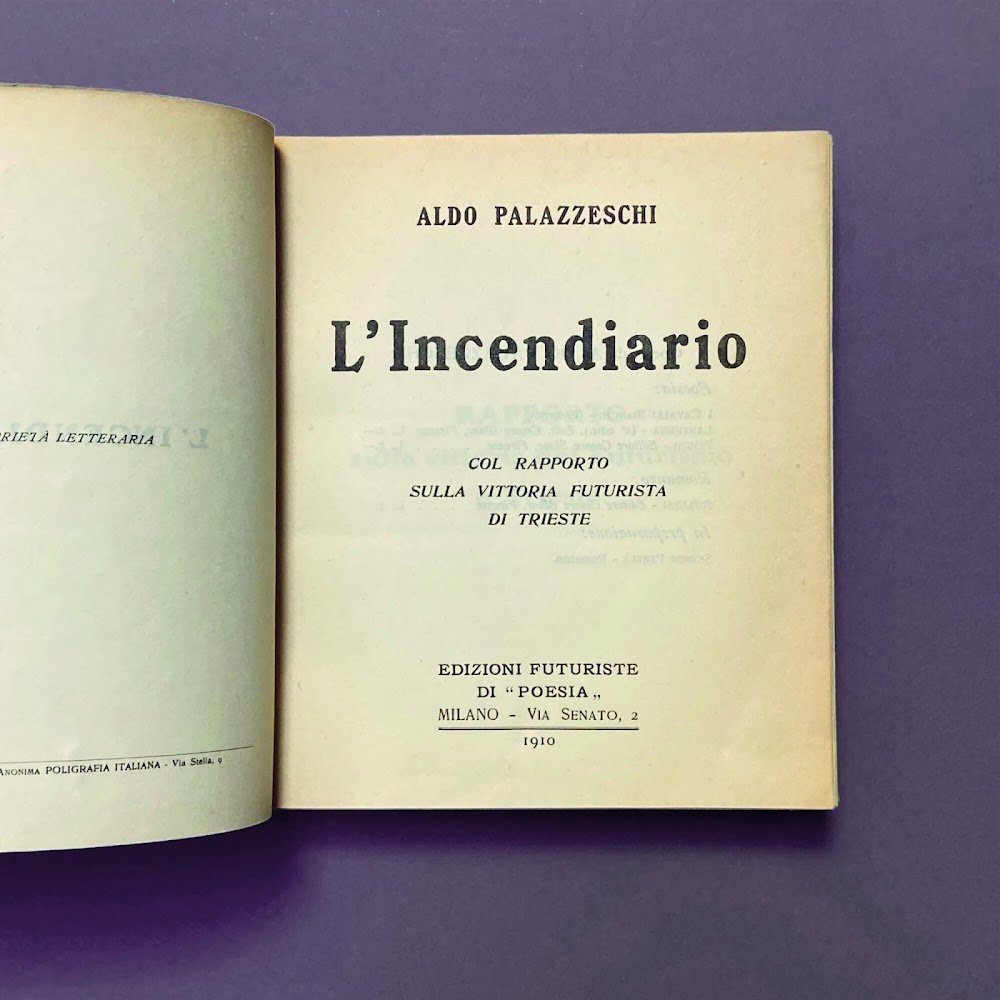 RIETÀ LETTERARIA
ANONIMA POLIGRAFIA ITALIANA - Via Stella, 9
ALDO PALAZZESCHI
L'Incendiario
COL RAPPORTO
SULLA VITTORIA FUTURISTA
DI TRIESTE
EDIZIONI FUTURISTE
DI “POESIA„
MILANO - VIA SENATO, 2
1910